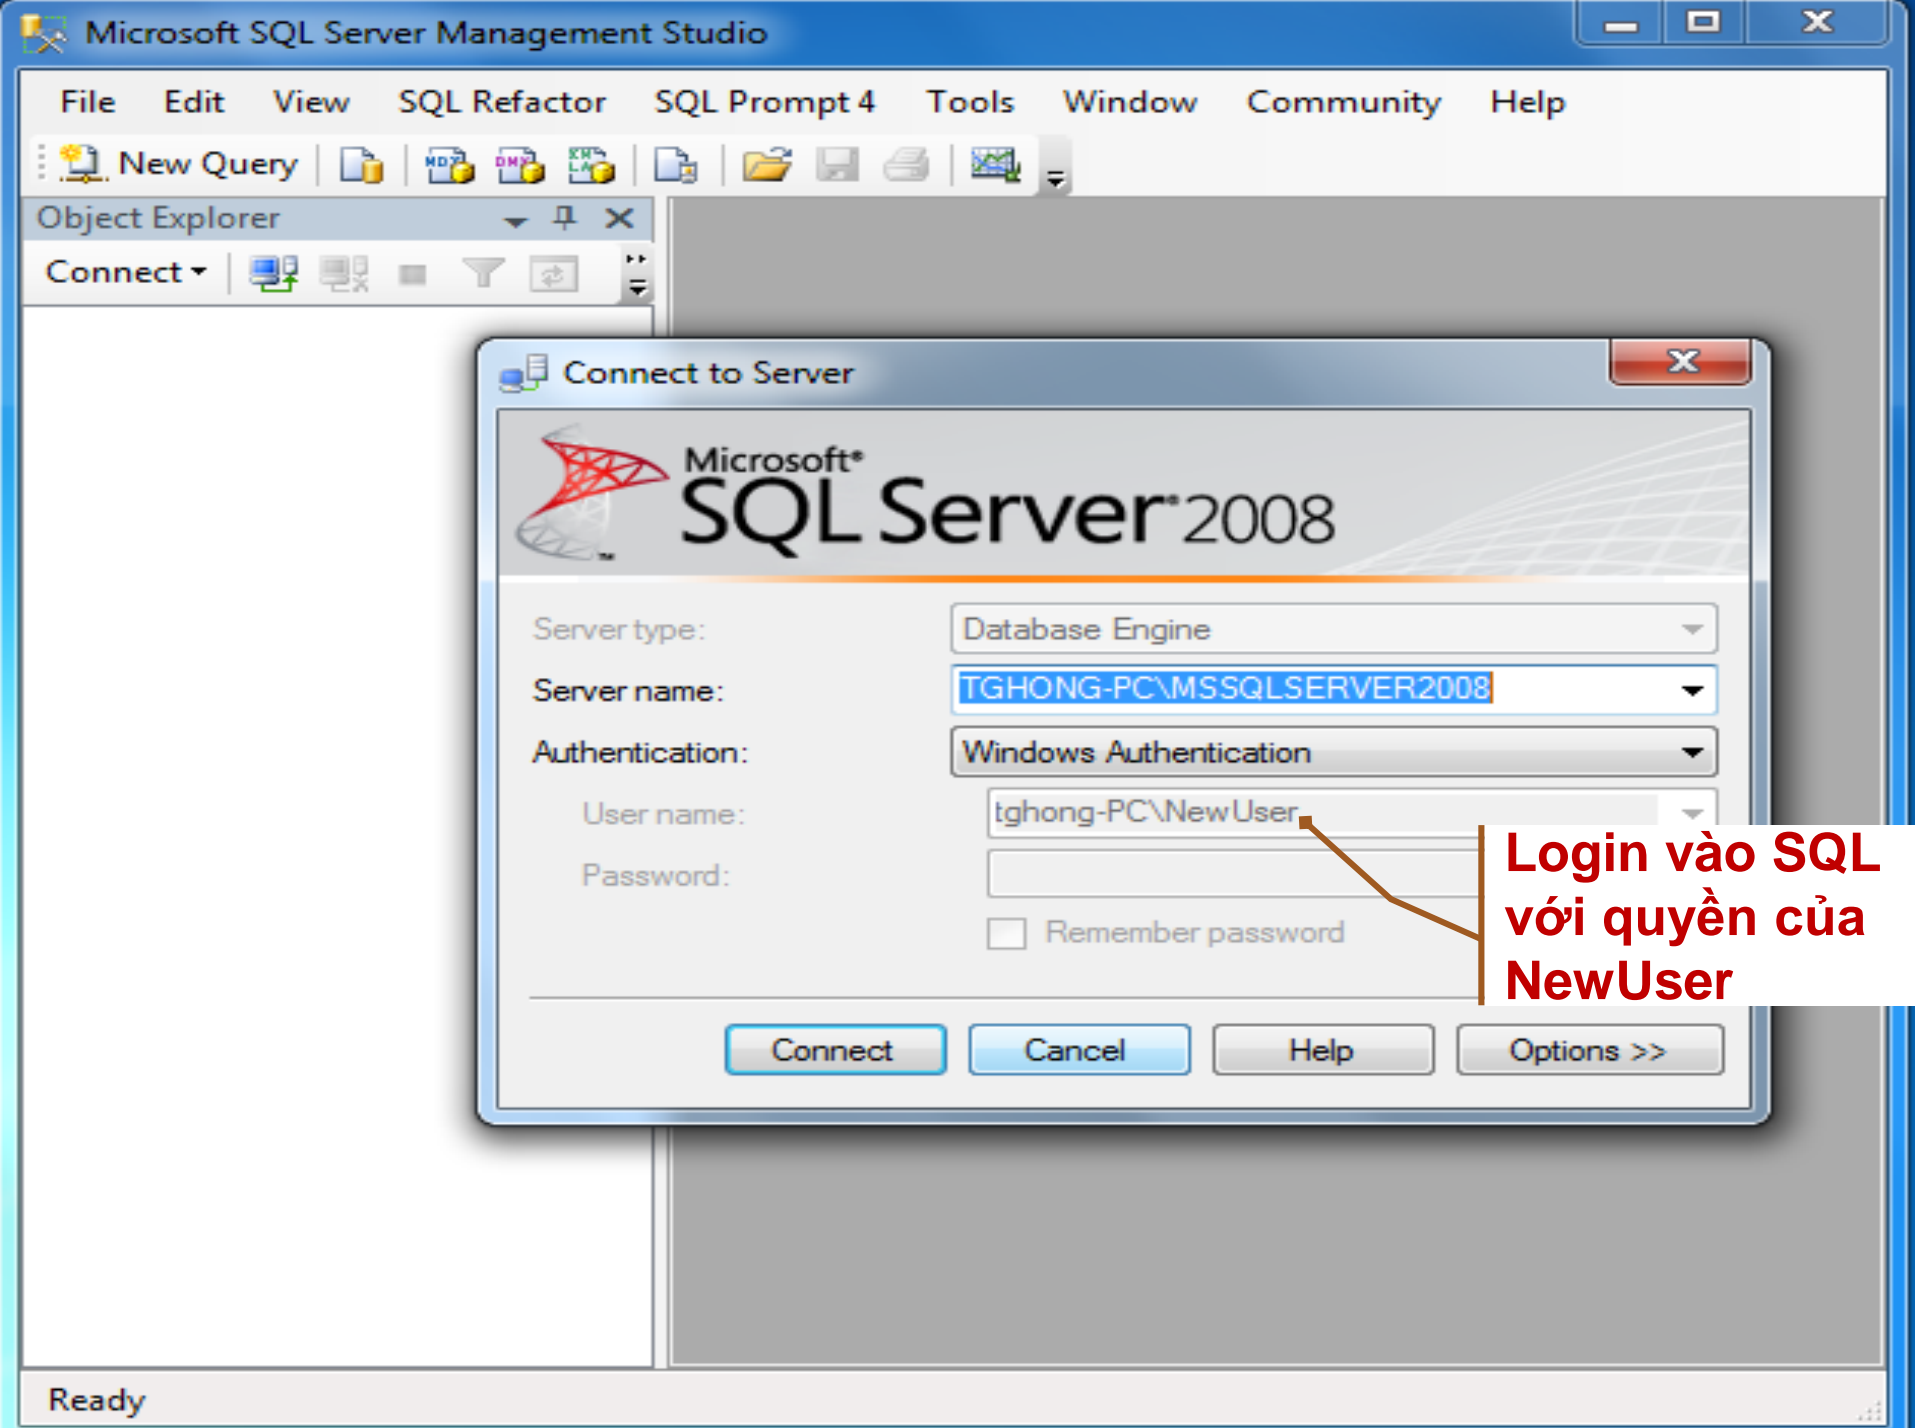 Microsoft SQL Server Management Studio
File Edit View SQL Refactor SQL Prompt 4 Tools Window Community Help
New Query MDX DMX XMLA
Object Explorer
Connect
Connect to Server
Microsoft®
SQL Server® 2008
Server type: Database Engine
Server name: TGHONG-PC\MSSQLSERVER2008
Authentication: Windows Authentication
User name: tghong-PC\NewUser
Password:
Remember password
Login vào SQL
với quyền của
NewUser
Connect Cancel Help Options >>
Ready